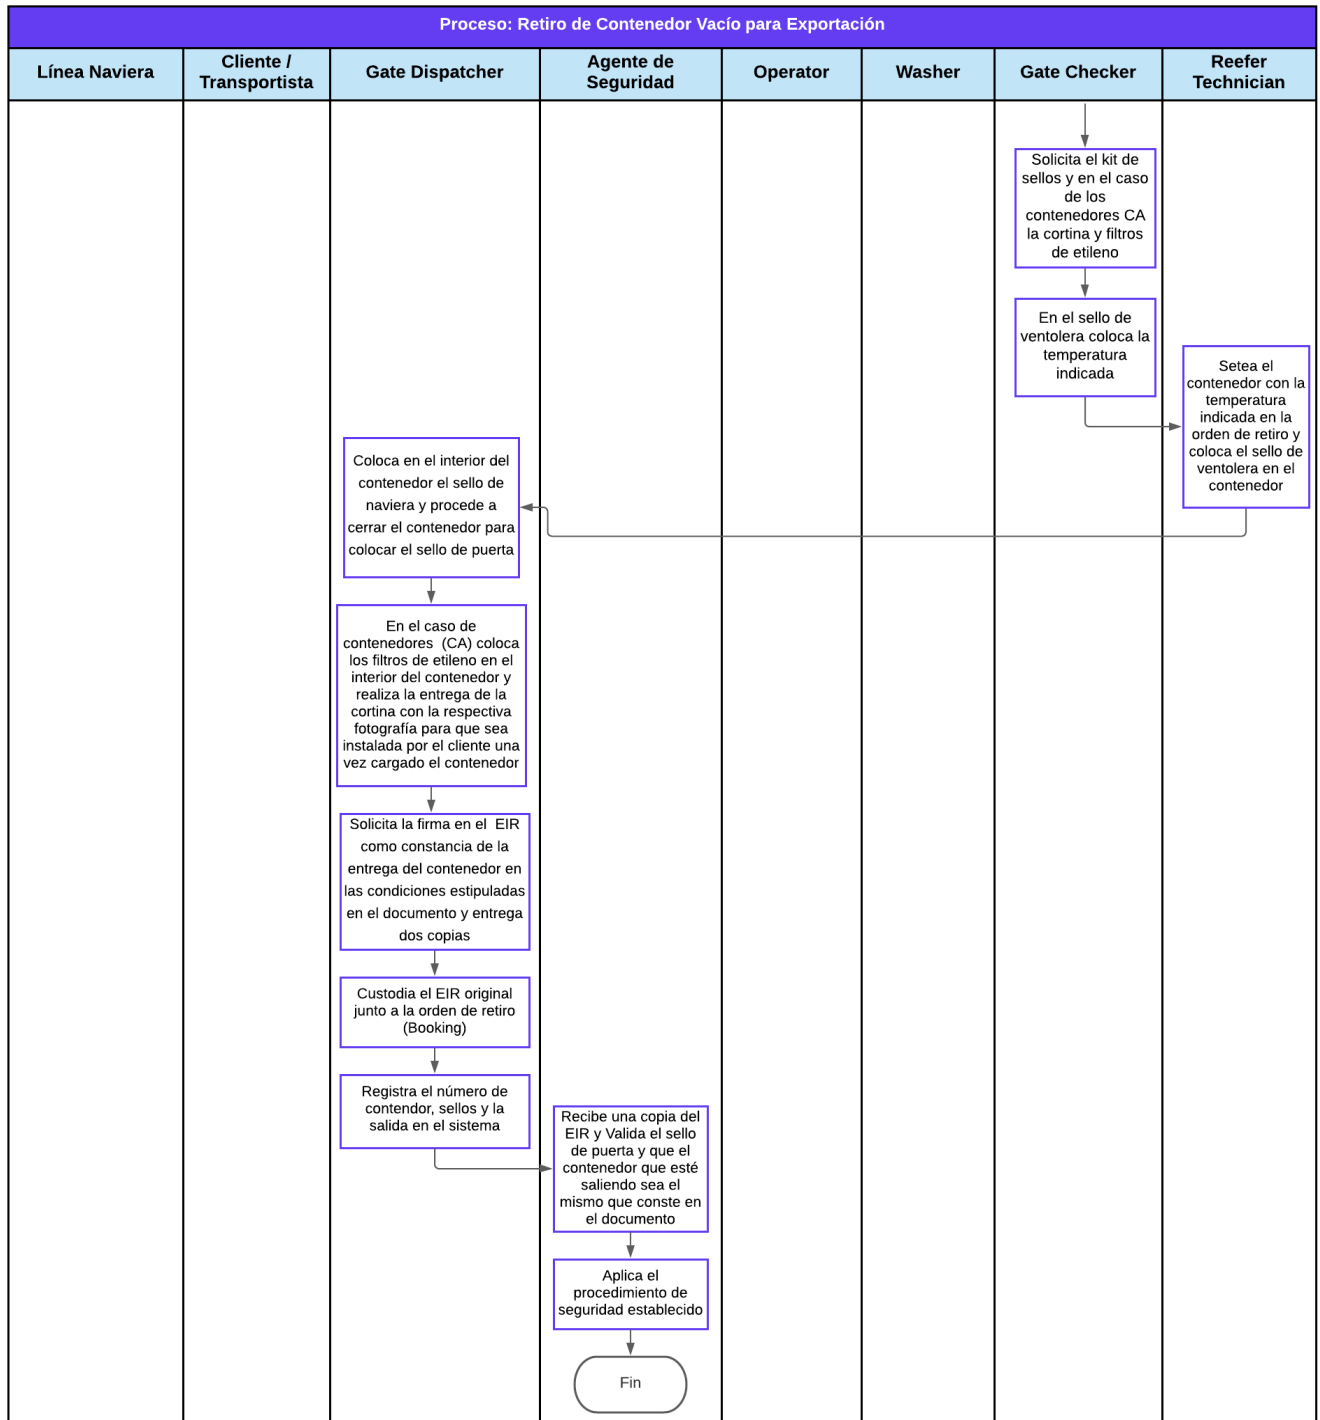 Proceso: Retiro de Contenedor Vacío para Exportación
Línea Naviera
Cliente /
Transportista
Gate Dispatcher
Agente de
Seguridad
Operator
Washer
Gate Checker
Reefer
Technician
Solicita el kit de
sellos y en el caso
de los
contenedores CA
la cortina y filtros
de etileno
En el sello de
ventolera coloca la
temperatura
indicada
Setea el
contenedor con la
temperatura
indicada en la
orden de retiro y
coloca el sello de
ventolera en el
contenedor
Coloca en el interior del
contenedor el sello de
naviera y procede a
cerrar el contenedor para
colocar el sello de puerta
En el caso de
contenedores (CA) coloca
los filtros de etileno en el
interior del contenedor y
realiza la entrega de la
cortina con la respectiva
fotografía para que sea
instalada por el cliente una
vez cargado el contenedor
Solicita la firma en el EIR
como constancia de la
entrega del contenedor en
las condiciones estipuladas
en el documento y entrega
dos copias
Custodia el EIR original
junto a la orden de retiro
(Booking)
Registra el número de
contendor, sellos y la
salida en el sistema
Recibe una copia del
EIR y Valida el sello
de puerta y que el
contenedor que esté
saliendo sea el
mismo que conste en
el documento
Aplica el
procedimiento de
seguridad establecido
Fin